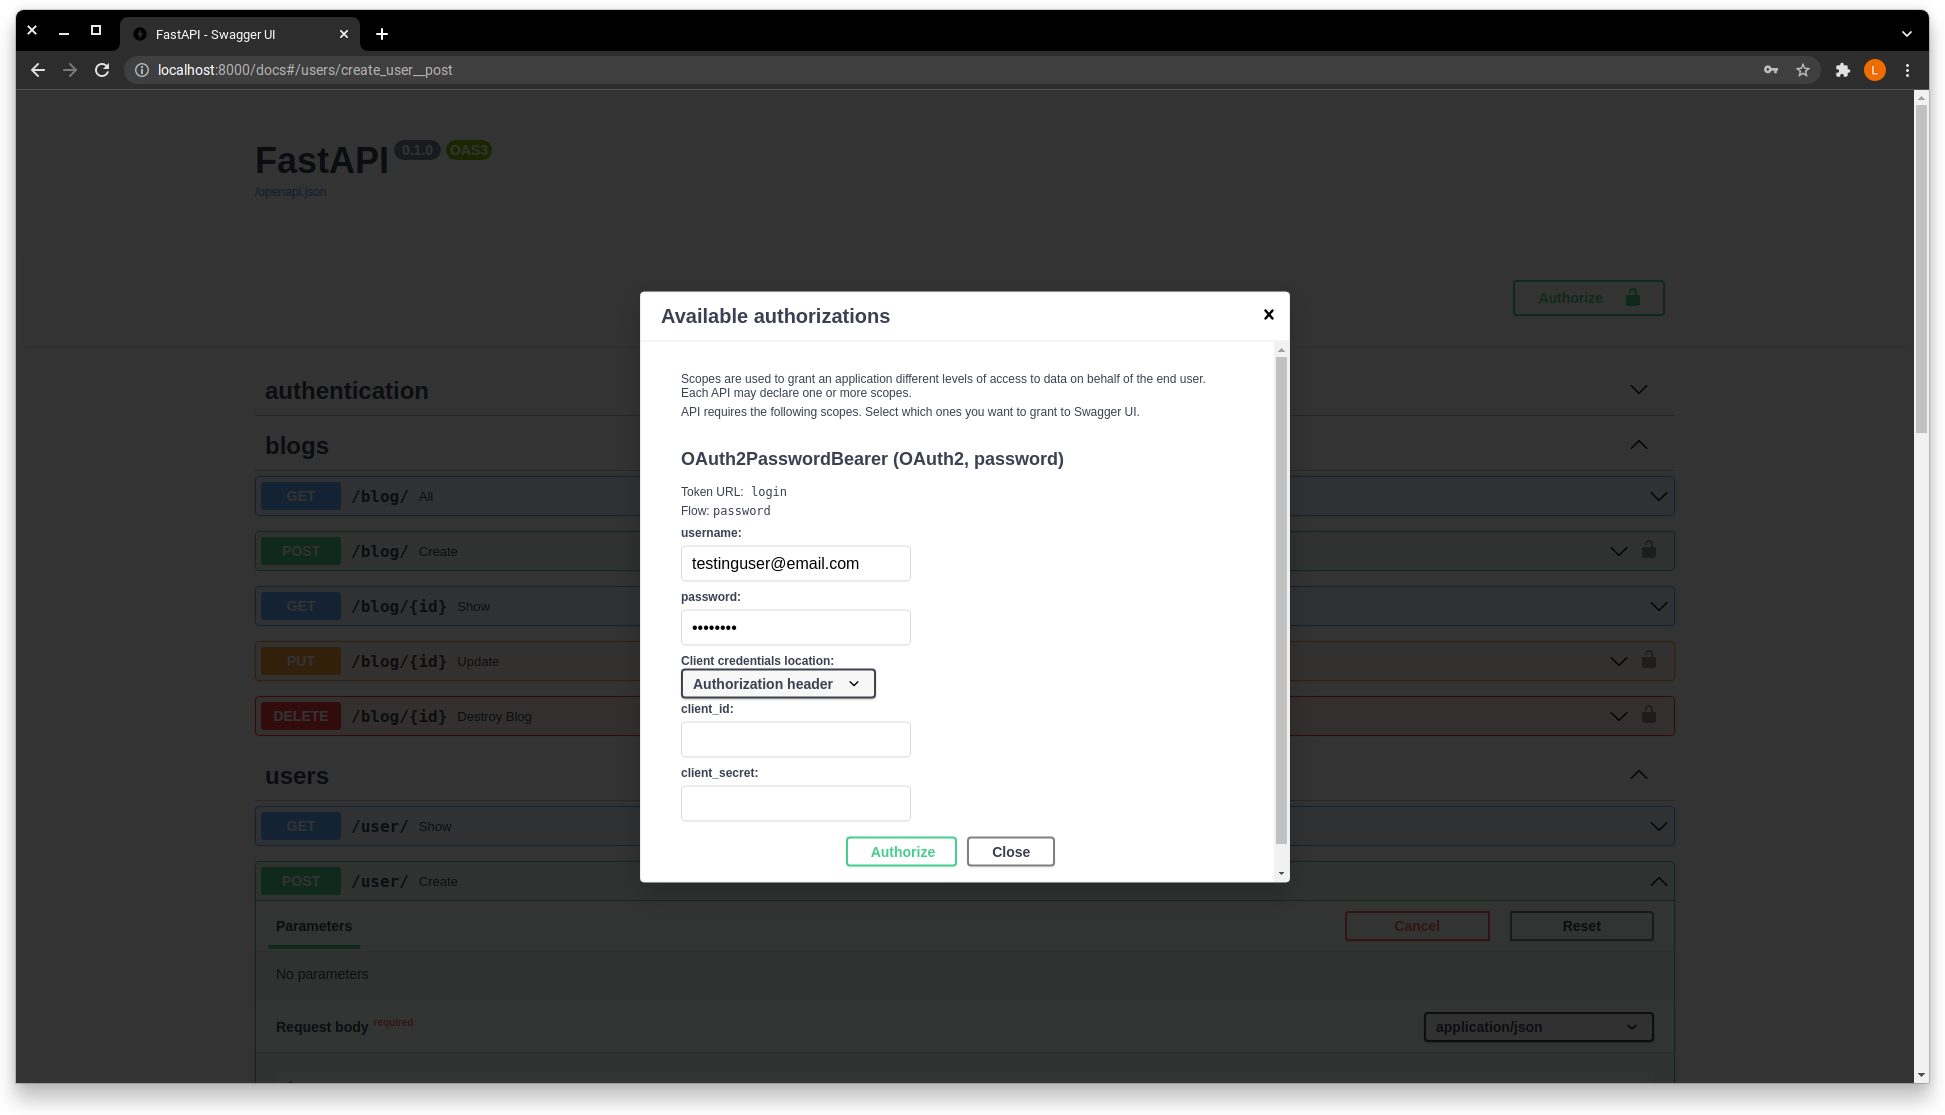 FastAPI - Swagger UI
localhost:8000/docs#/users/create_user__post
L
FastAPI 0.1.0 OAS3
/openapi.json
Authorize
authentication
blogs
GET /blog/ All
POST /blog/ Create
GET /blog/{id} Show
PUT /blog/{id} Update
DELETE /blog/{id} Destroy Blog
users
GET /user/ Show
POST /user/ Create
Parameters
Cancel
Reset
No parameters
Request body required
application/json
Available authorizations
Scopes are used to grant an application different levels of access to data on behalf of the end user.
Each API may declare one or more scopes.
API requires the following scopes. Select which ones you want to grant to Swagger UI.
OAuth2PasswordBearer (OAuth2, password)
Token URL: login
Flow: password
username:
testinguser@email.com
password:
••••••••
Client credentials location:
Authorization header
client_id:
client_secret:
Authorize
Close